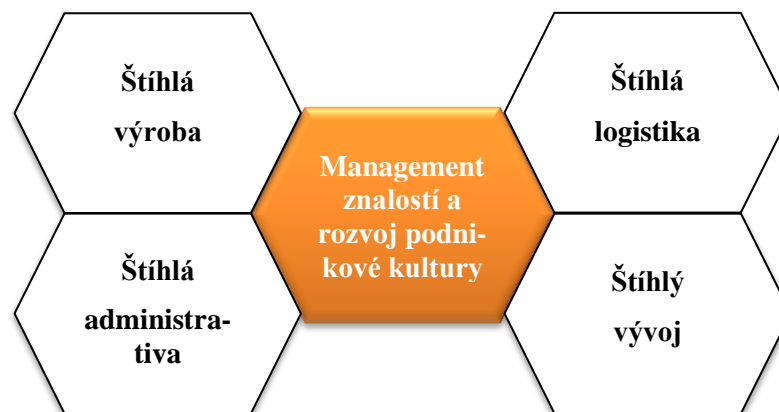 Štíhlá
výroba
Štíhlá
logistika
Management
znalostí a
rozvoj podni-
kové kultury
Štíhlá
administra-
tiva
Štíhlý
vývoj